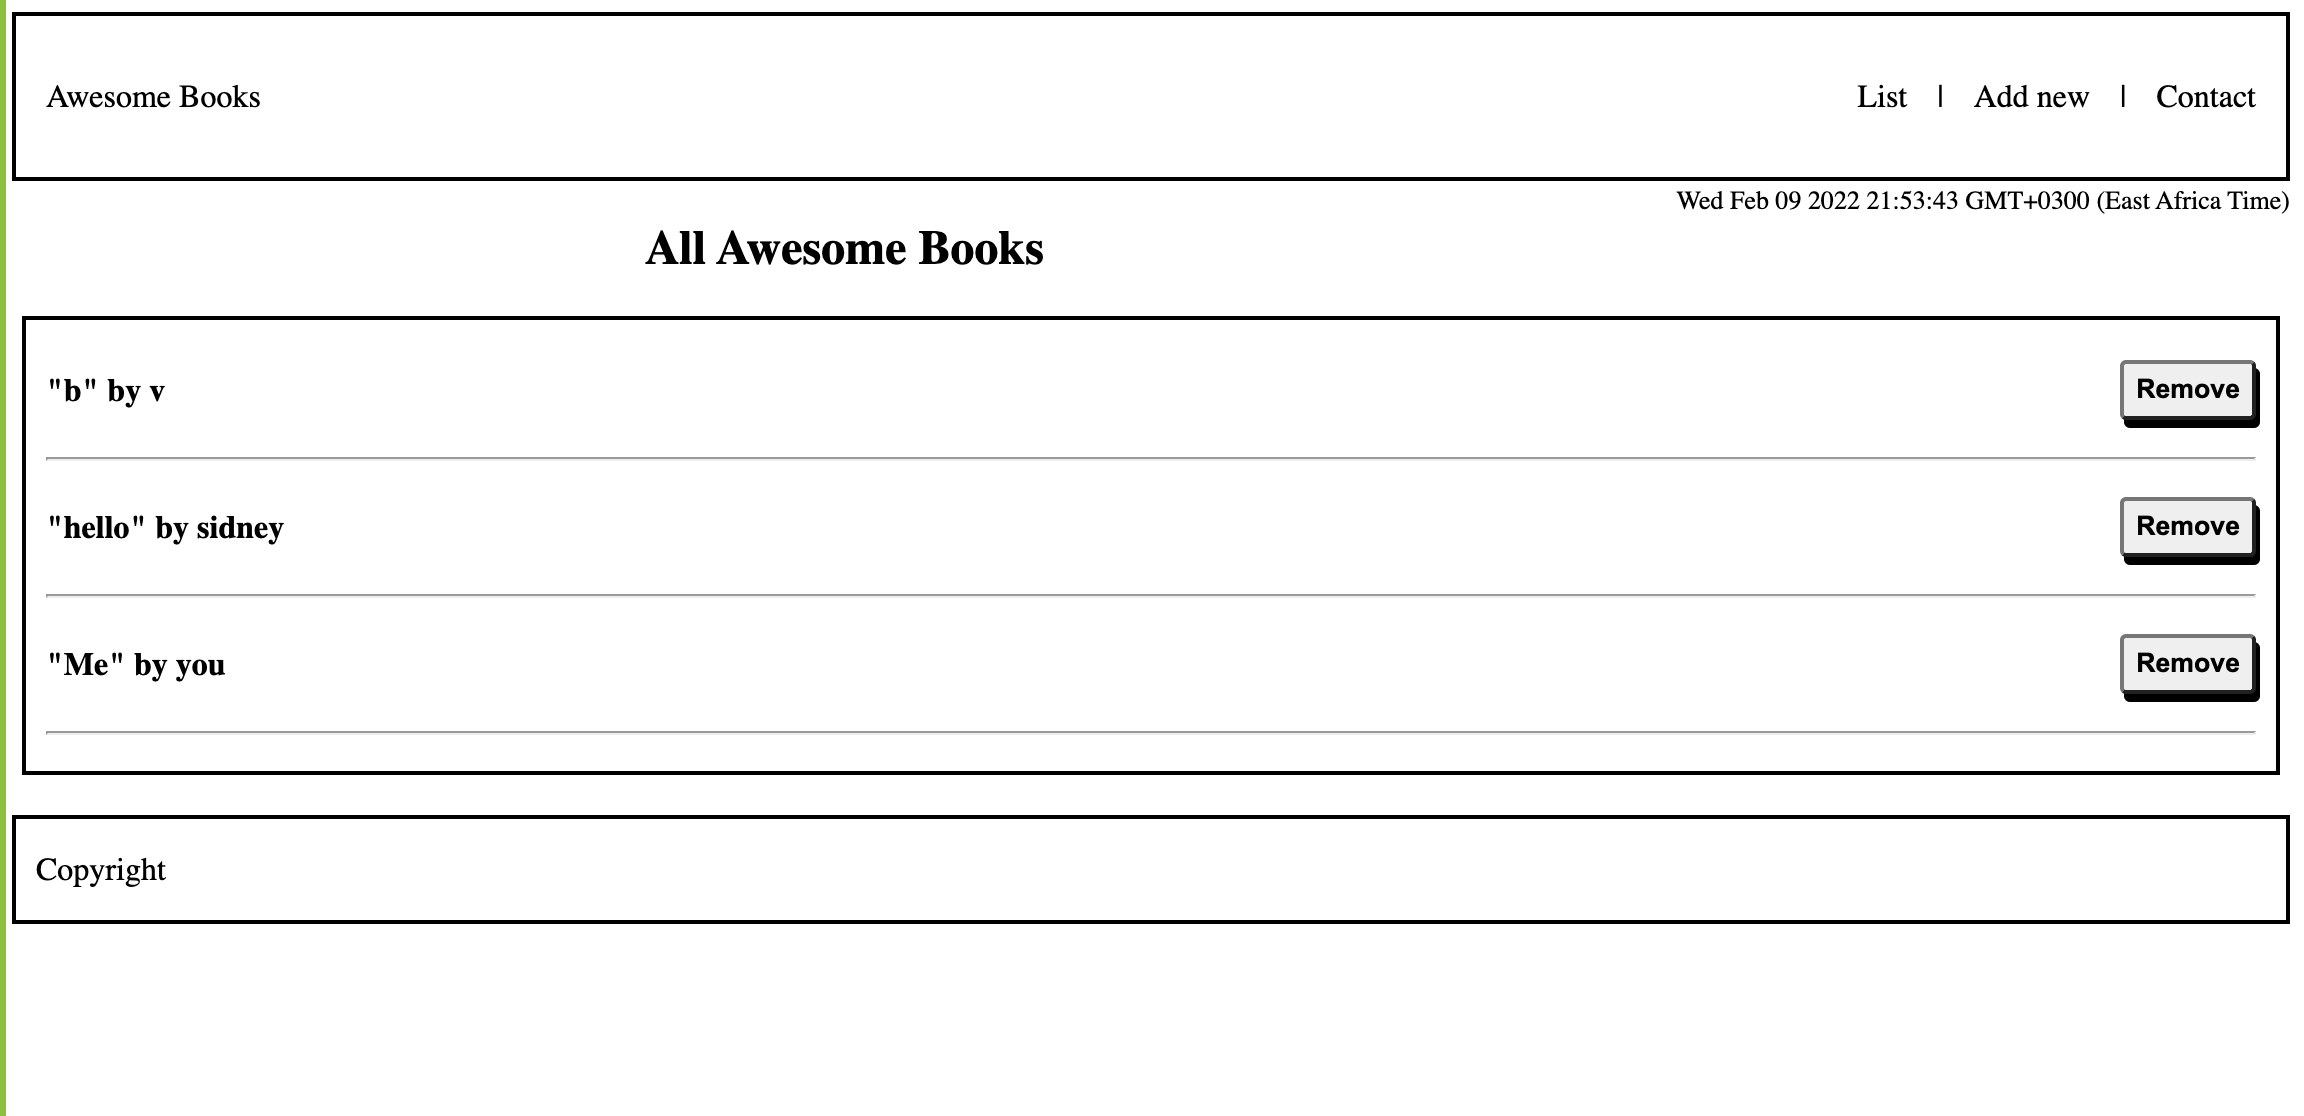 Awesome Books List | Add new | Contact
Wed Feb 09 2022 21:53:43 GMT+0300 (East Africa Time)
All Awesome Books
"b" by v Remove
"hello" by sidney Remove
"Me" by you Remove
Copyright